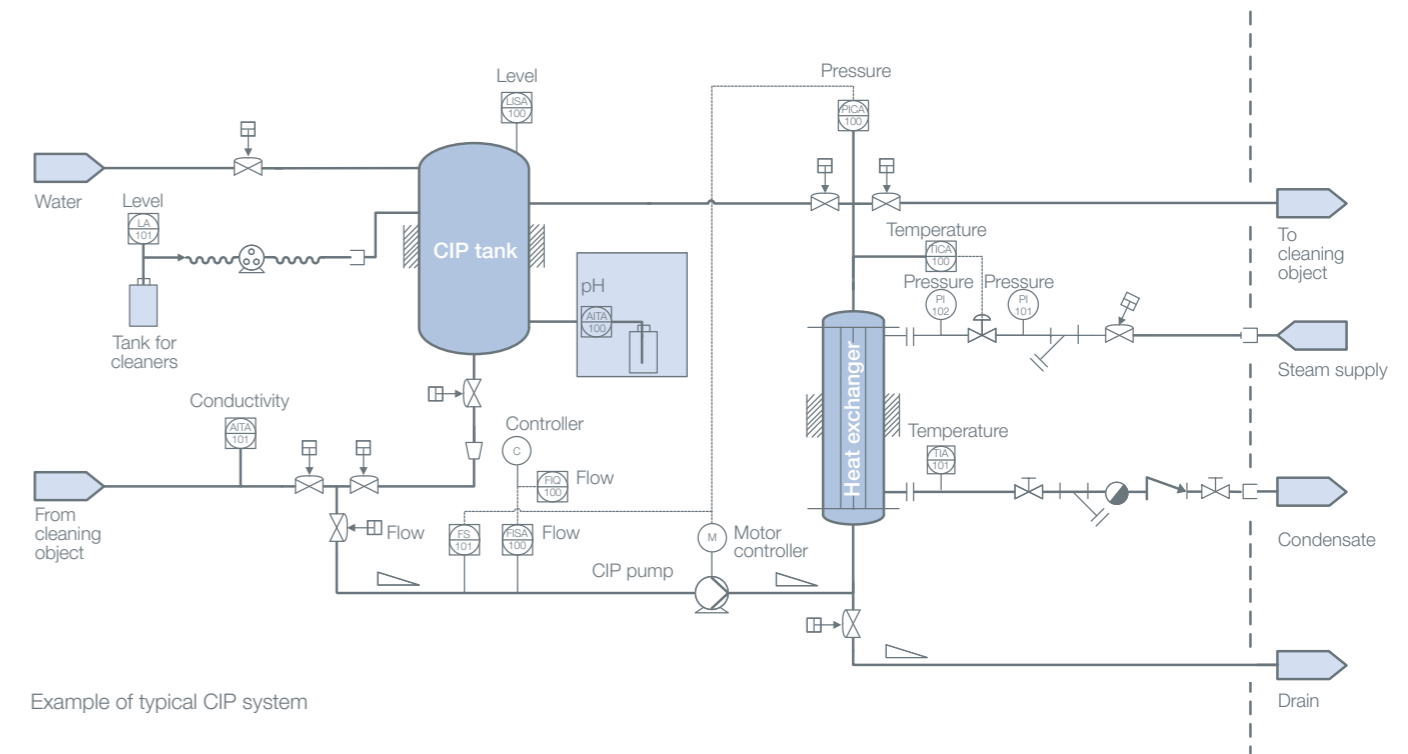 Pressure
Level
LISA
100
PICA
100
Water
Level
LA
101
CIP tank
To
cleaning
object
Temperature
TICA
100
Pressure
Pressure
PI
102
PI
101
pH
AITA
100
Tank for
cleaners
Steam supply
Heat exchanger
Conductivity
AITA
101
Controller
C
FIQ
100
Flow
Temperature
TIA
101
From
cleaning
object
Flow
FS
101
FISA
100
Flow
M
Motor
controller
Condensate
CIP pump
Example of typical CIP system
Drain